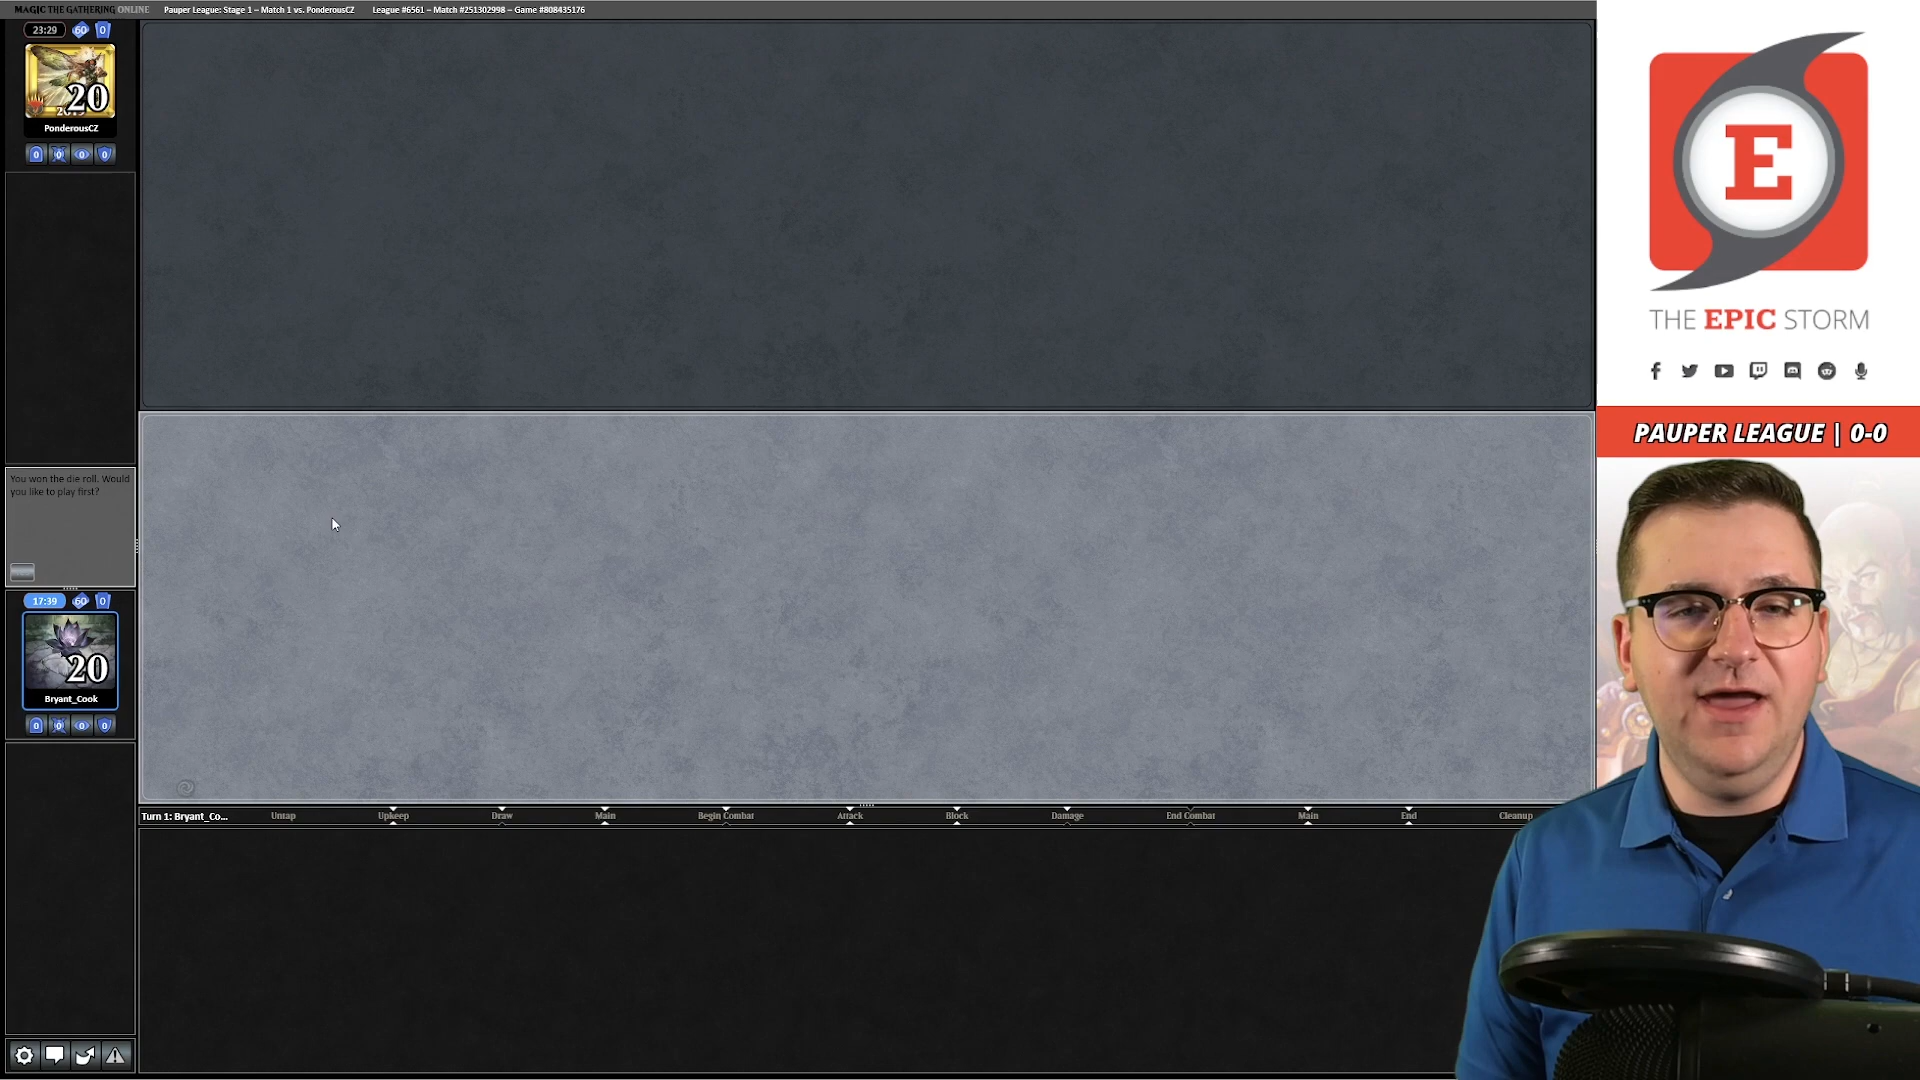 MAGIC THE GATHERING ONLINE Pauper League: Stage 1 – Match 1 vs. PonderousCZ League #6561 – Match #251302998 – Game #808435176
23:29 60 0
20
PonderousCZ
0 0 0 0
You won the die roll. Would
you like to play first?
17:39 60 0
20
Bryant_Cook
0 0 0 0
Turn 1: Bryant_Co... Untap Upkeep Draw Main Begin Combat Attack Block Damage End Combat Main End Cleanup
E
THE EPIC STORM
PAUPER LEAGUE | 0-0